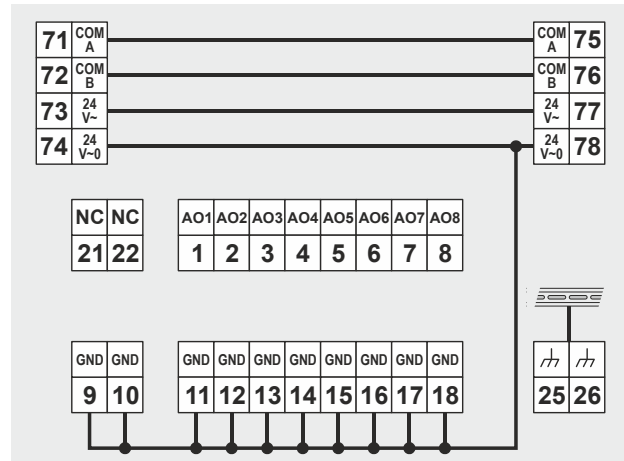 71 COM A COM A 75
72 COM B COM B 76
73 24 V~ 24 V~ 77
74 24 V~0 24 V~0 78
NC NC AO1 AO2 AO3 AO4 AO5 AO6 AO7 AO8
21 22 1 2 3 4 5 6 7 8
GND GND GND GND GND GND GND GND GND GND
9 10 11 12 13 14 15 16 17 18 25 26